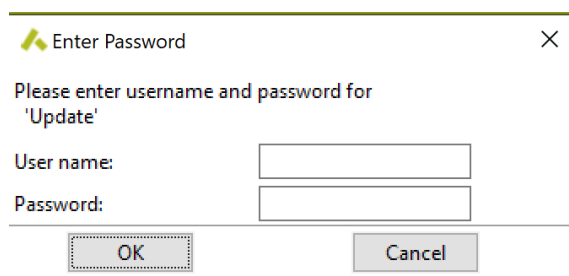 Enter Password
Please enter username and password for
'Update'
User name:
Password:
OK Cancel